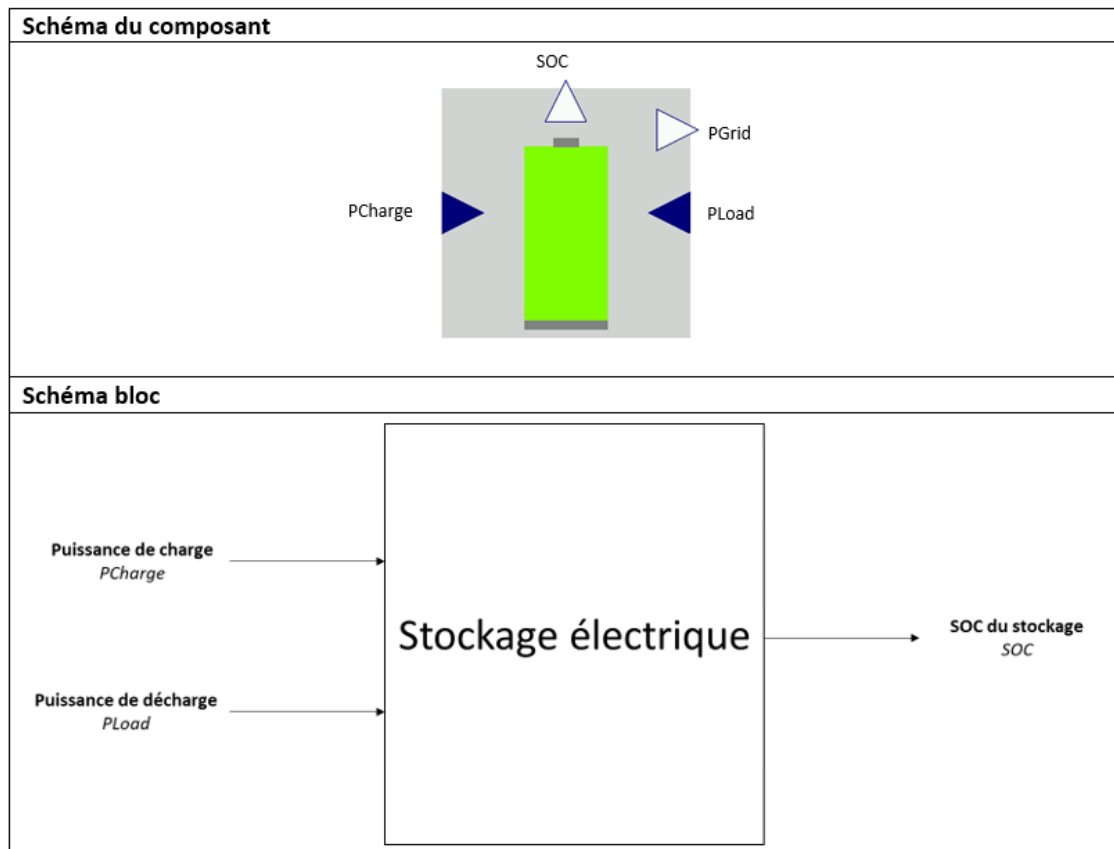 Schéma du composant
SOC
PGrid
PCharge
PLoad
Schéma bloc
Puissance de charge
PCharge
Stockage électrique
SOC du stockage
SOC
Puissance de décharge
PLoad